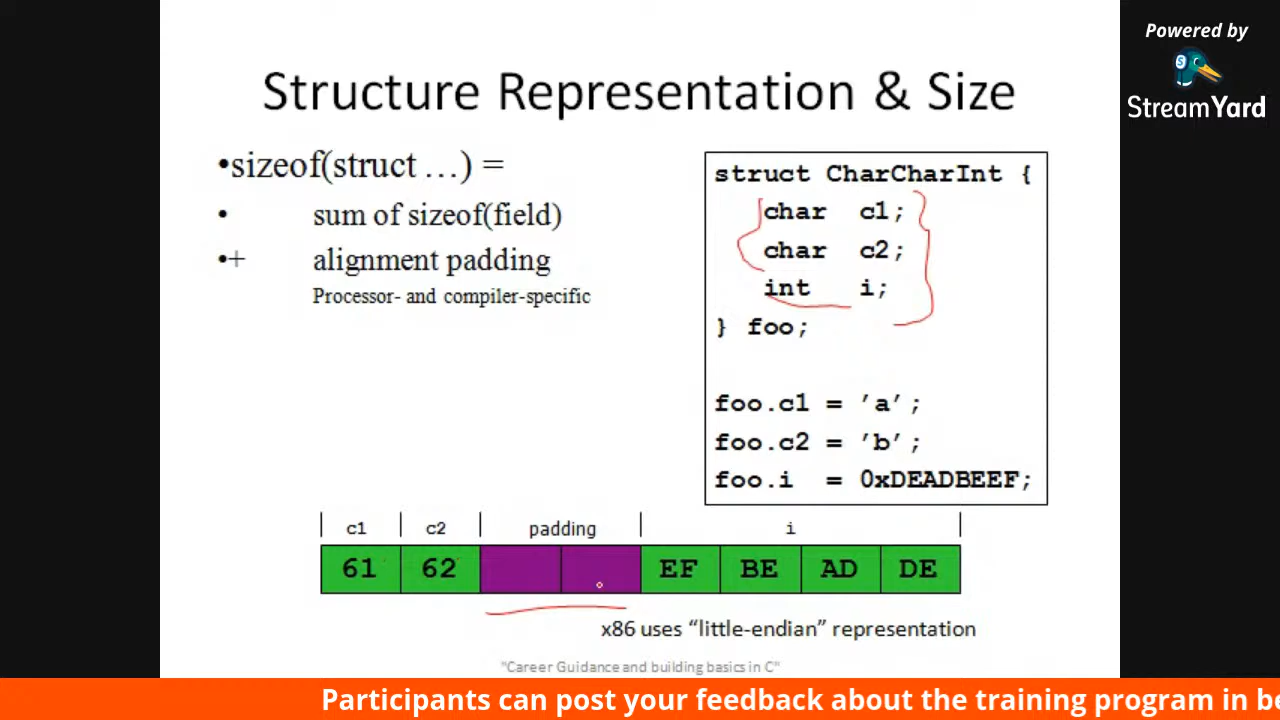 Powered by
StreamYard
Structure Representation & Size
•sizeof(struct …) =
• sum of sizeof(field)
•+ alignment padding
Processor- and compiler-specific
struct CharCharInt {
char c1;
char c2;
int i;
} foo;
foo.c1 = ’a’;
foo.c2 = ’b’;
foo.i = 0xDEADBEEF;
c1 c2 padding i
61 62 EF BE AD DE
x86 uses “little-endian” representation
"Career Guidance and building basics in C"
Participants can post your feedback about the training program in be